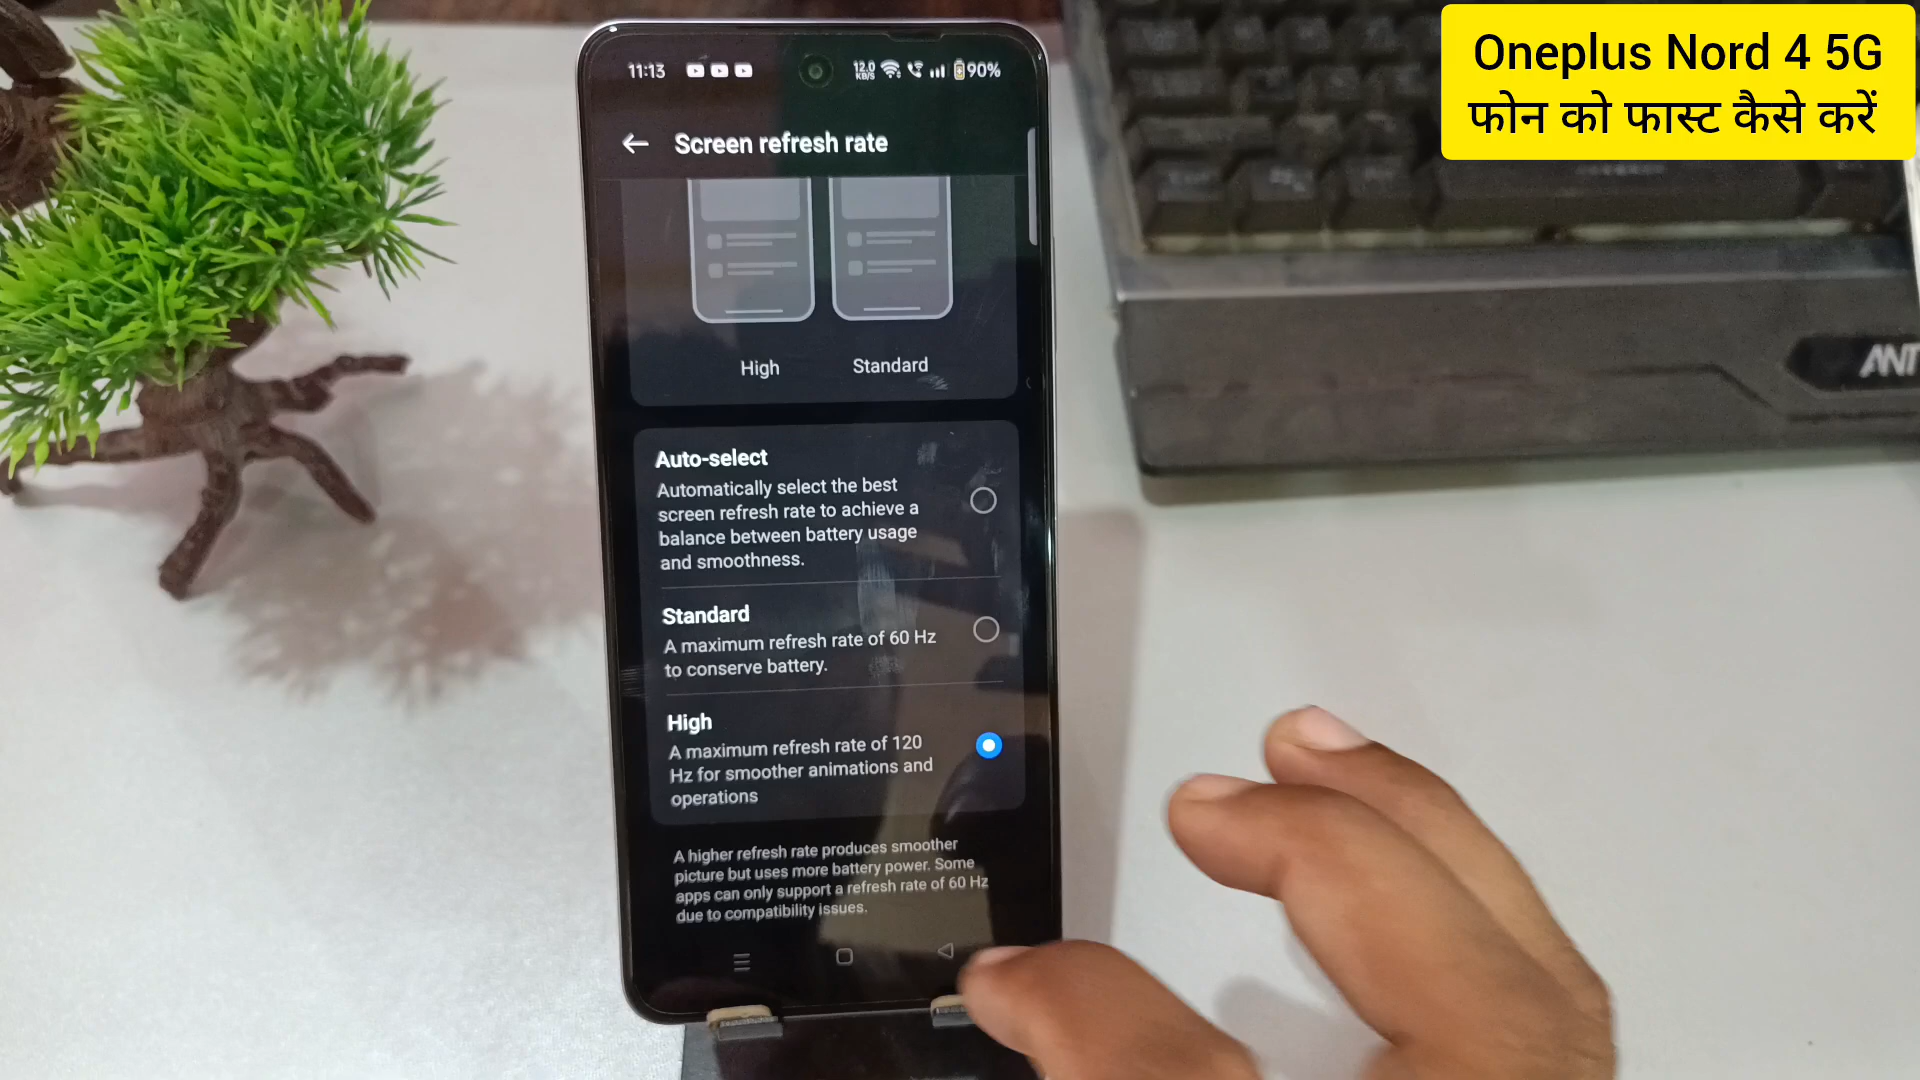 Oneplus Nord 4 5G
फोन को फास्ट कैसे करें
11:13
12.0
KB/S
90%
Screen refresh rate
High
Standard
Auto-select
Automatically select the best
screen refresh rate to achieve a
balance between battery usage
and smoothness.
Standard
A maximum refresh rate of 60 Hz
to conserve battery.
High
A maximum refresh rate of 120
Hz for smoother animations and
operations
A higher refresh rate produces smoother
picture but uses more battery power. Some
apps can only support a refresh rate of 60 Hz
due to compatibility issues.
ANT